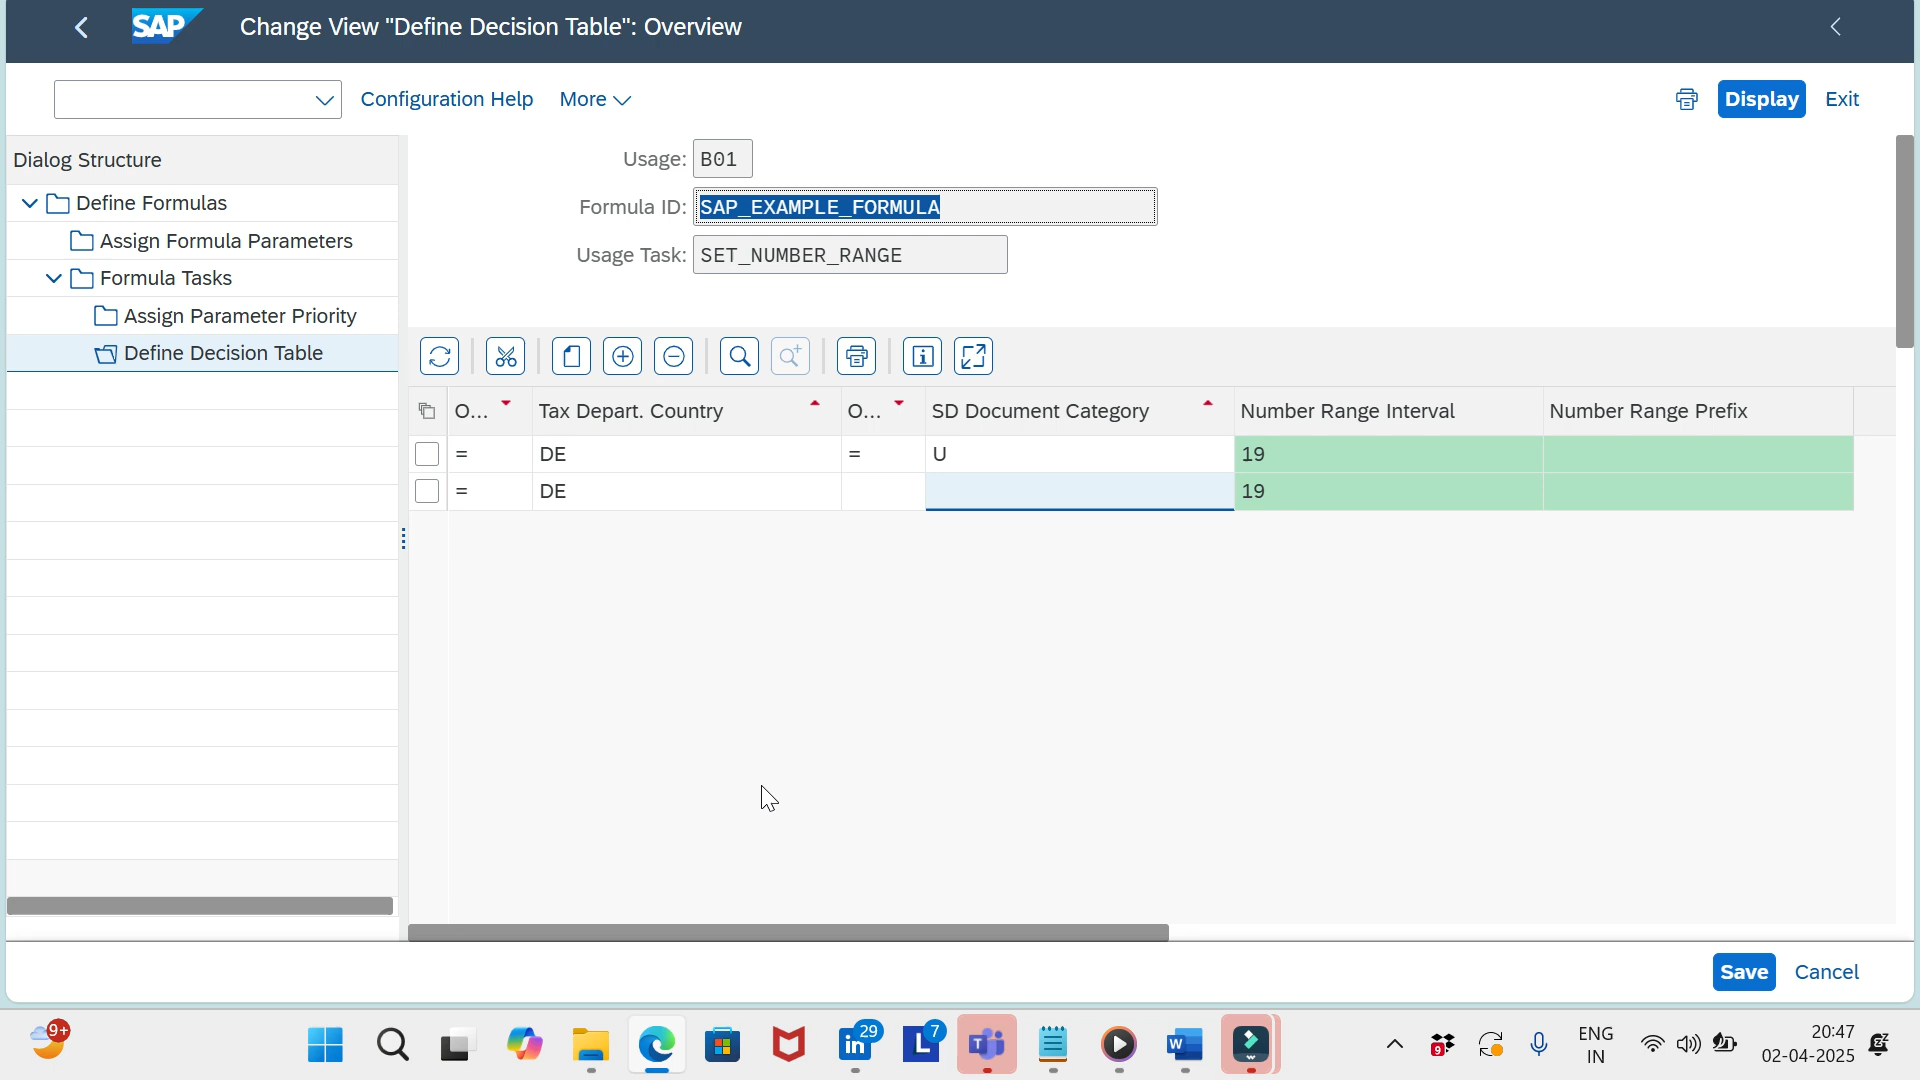 SAP Change View "Define Decision Table": Overview
Configuration Help More Display Exit
Dialog Structure
Define Formulas
Assign Formula Parameters
Formula Tasks
Assign Parameter Priority
Define Decision Table
Usage: B01
Formula ID: SAP_EXAMPLE_FORMULA
Usage Task: SET_NUMBER_RANGE
O... Tax Depart. Country O... SD Document Category Number Range Interval Number Range Prefix
= DE = U 19
= DE 19
Save Cancel
9+
29
in
L
7
T
W
9
ENG
IN
20:47
02-04-2025